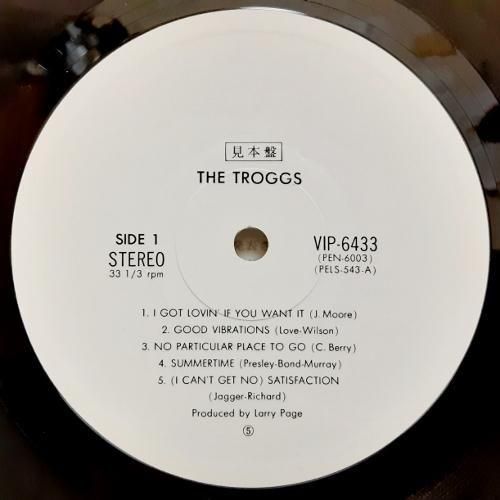 見本盤
THE TROGGS
SIDE 1
STEREO
33 1/3 rpm
VIP-6433
(PEN-6003)
(PELS-543-A)
1. I GOT LOVIN' IF YOU WANT IT (J. Moore)
2. GOOD VIBRATIONS (Love-Wilson)
3. NO PARTICULAR PLACE TO GO (C. Berry)
4. SUMMERTIME (Presley-Bond-Murray)
5. (I CAN'T GET NO) SATISFACTION
(Jagger-Richard)
Produced by Larry Page
⑤